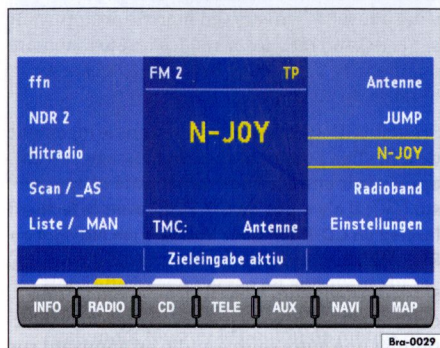 ffn
NDR 2
Hitradio
Scan / _AS
Liste / _MAN
FM 2 TP
N-JOY
TMC: Antenne
Zieleingabe aktiv
Antenne
JUMP
N-JOY
Radioband
Einstellungen
INFO RADIO CD TELE AUX NAVI MAP
Bra-0029